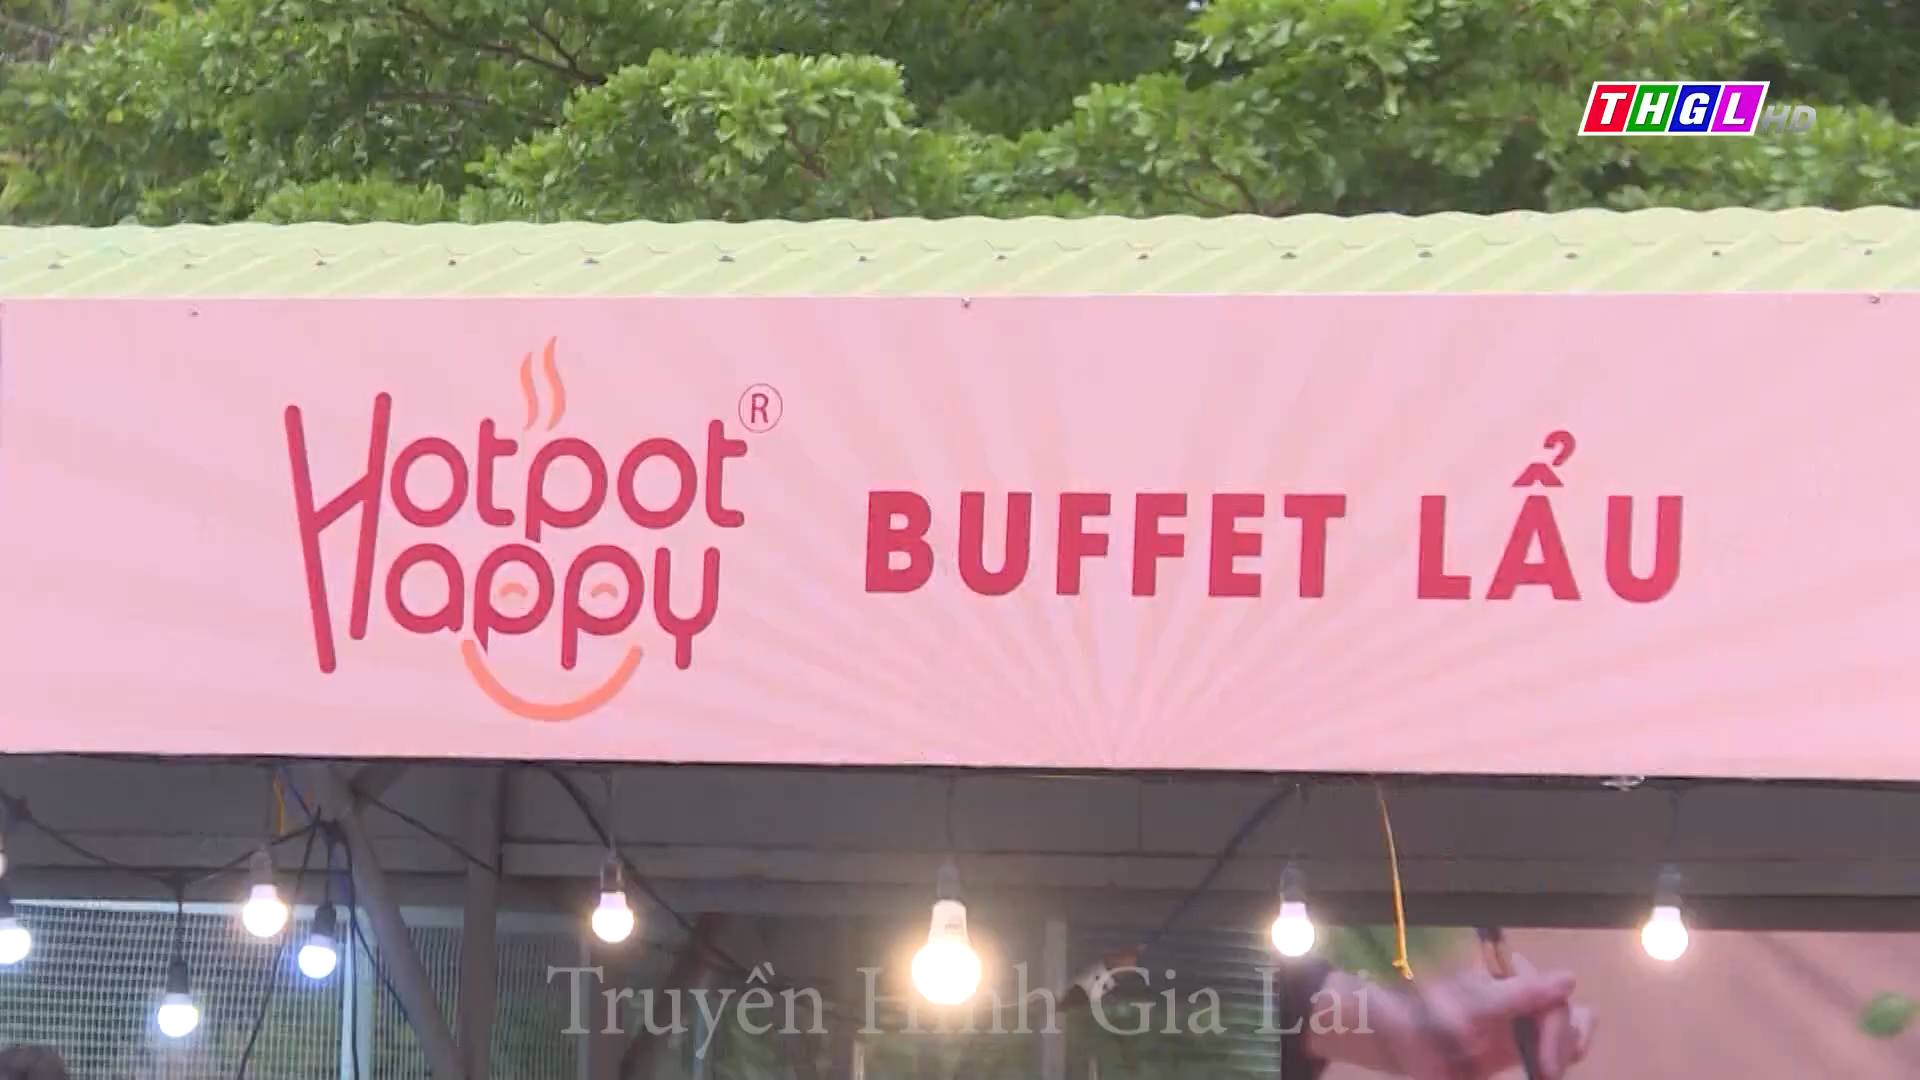 THGL HD
Hotpot ®
Happy
BUFFET LẨU
Truyền Hình Gia Lai